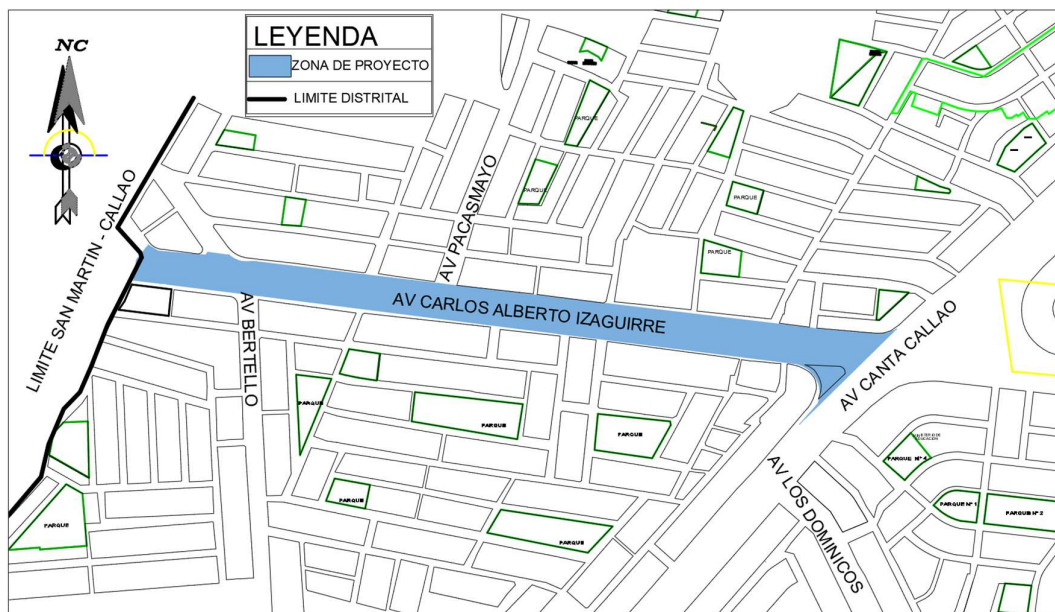 NC
LEYENDA
ZONA DE PROYECTO
LIMITE DISTRITAL
PARQUE
PARQUE
PARQUE
PARQUE
LIMITE SAN MARTIN - CALLAO
AV PACASMAYO
AV CARLOS ALBERTO IZAGUIRRE
AV BERTELLO
AV CANTA CALLAO
PARQUE
PARQUE
PARQUE
PARQUE Nº 4
AV LOS DOMINICOS
PARQUE
PARQUE Nº 1
PARQUE Nº 2
PARQUE
PARQUE